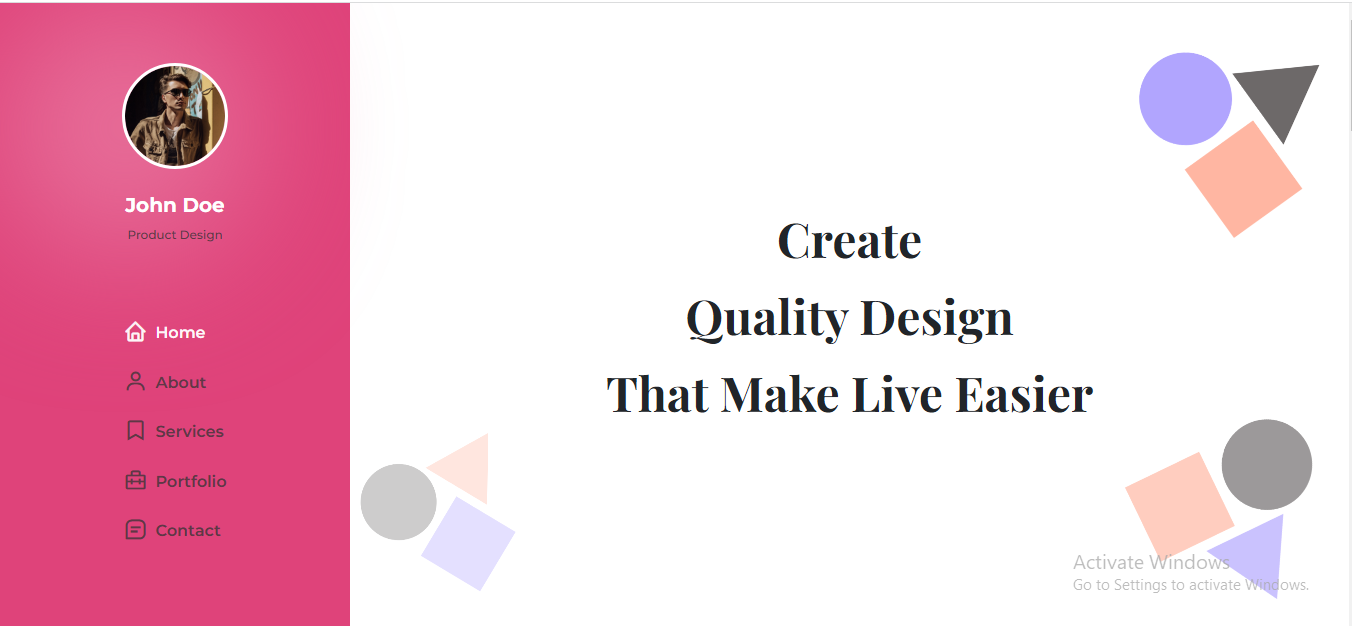 John Doe
Product Design
Home
About
Services
Portfolio
Contact
Create
Quality Design
That Make Live Easier
Activate Windows
Go to Settings to activate Windows.